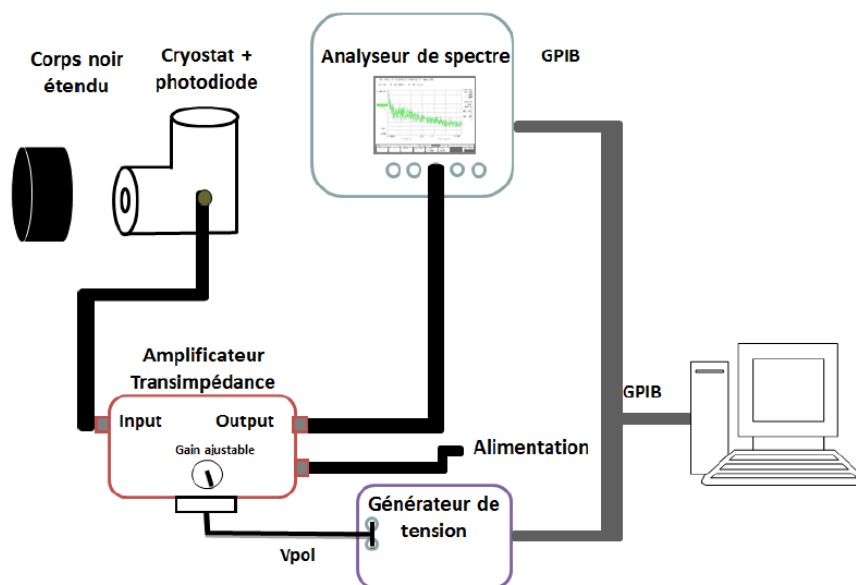 Corps noir
étendu
Cryostat +
photodiode
Analyseur de spectre
GPIB
Amplificateur
Transimpédance
Input
Output
Gain ajustable
Alimentation
GPIB
Générateur de
tension
Vpol